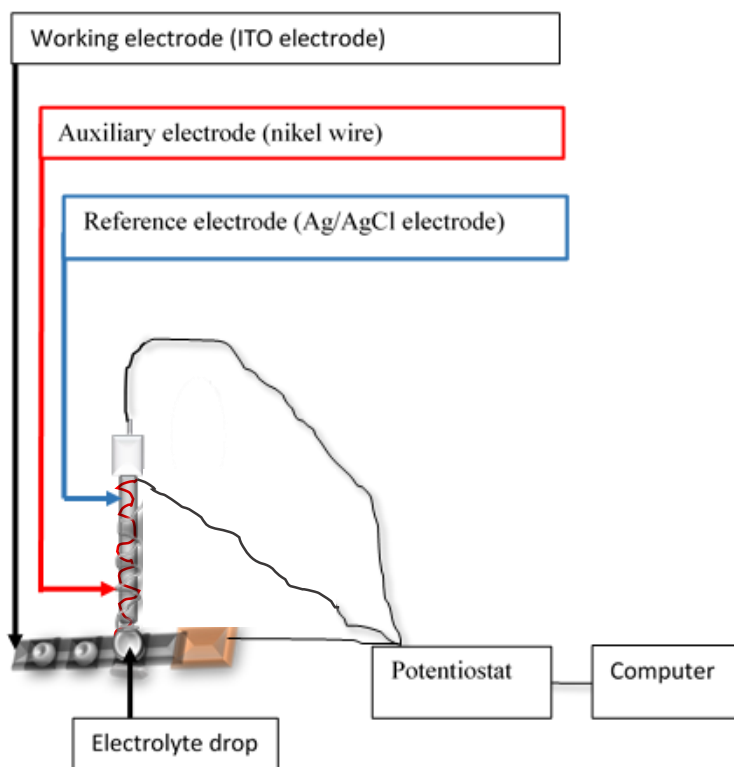 Working electrode (ITO electrode)
Auxiliary electrode (nikel wire)
Reference electrode (Ag/AgCl electrode)
Potentiostat
Computer
Electrolyte drop